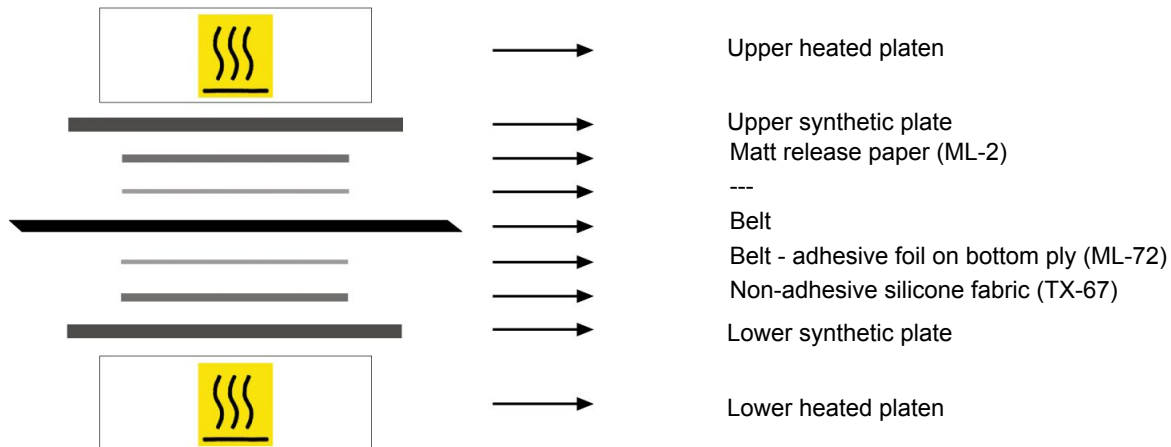 Upper heated platen
Upper synthetic plate
Matt release paper (ML-2)
---
Belt
Belt - adhesive foil on bottom ply (ML-72)
Non-adhesive silicone fabric (TX-67)
Lower synthetic plate
Lower heated platen